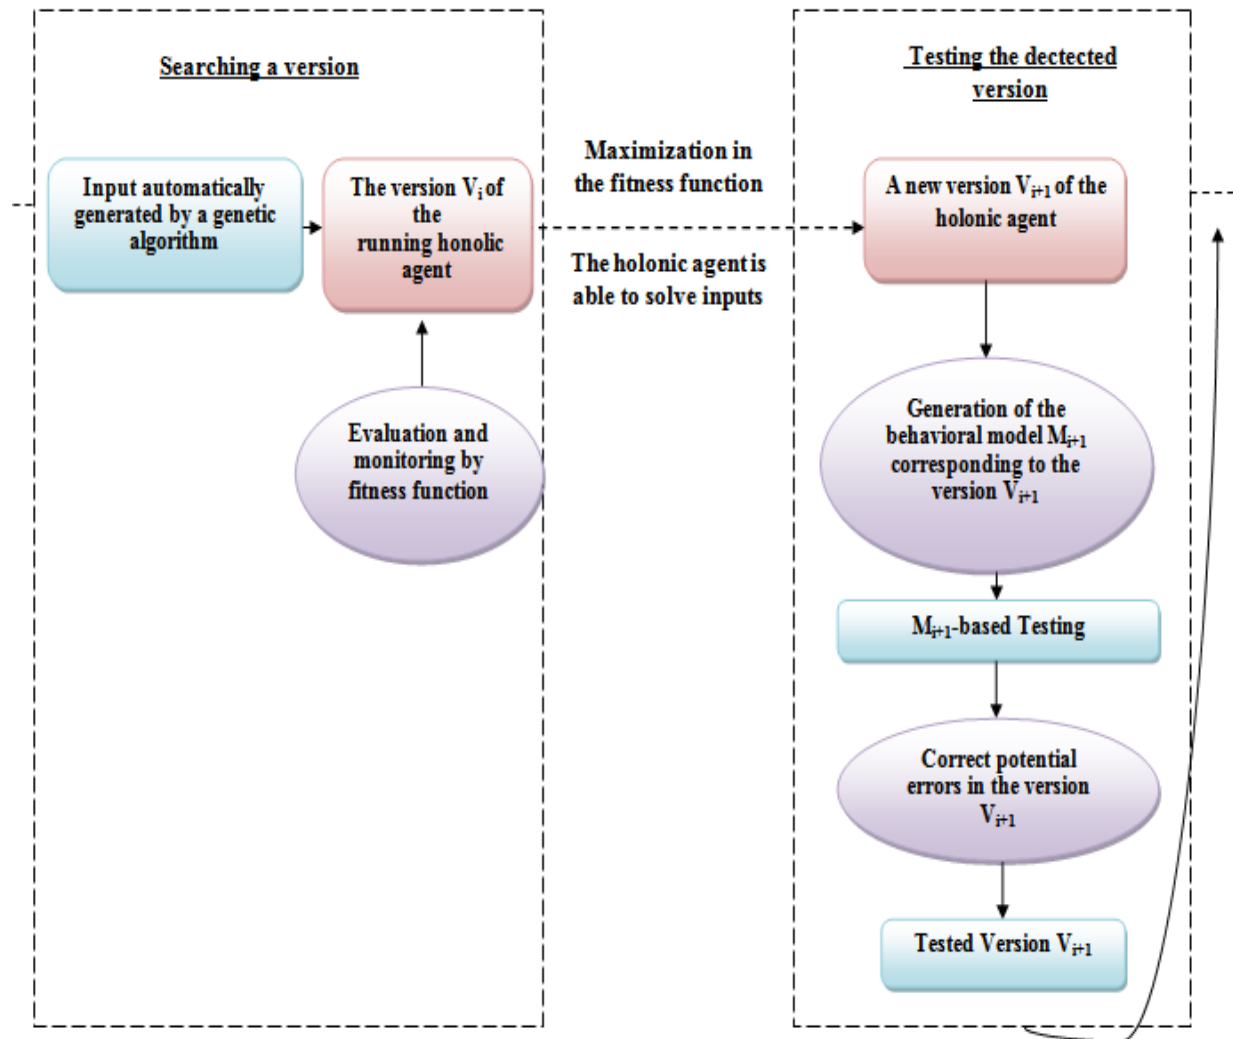 Searching a version
Input automatically
generated by a genetic
algorithm
The version Vi of
the
running honolic
agent
Evaluation and
monitoring by
fitness function
Maximization in
the fitness function
The holonic agent is
able to solve inputs
Testing the dectected
version
A new version Vi+1 of the
holonic agent
Generation of the
behavioral model Mi+1
corresponding to the
version Vi+1
Mi+1-based Testing
Correct potential
errors in the version
Vi+1
Tested Version Vi+1